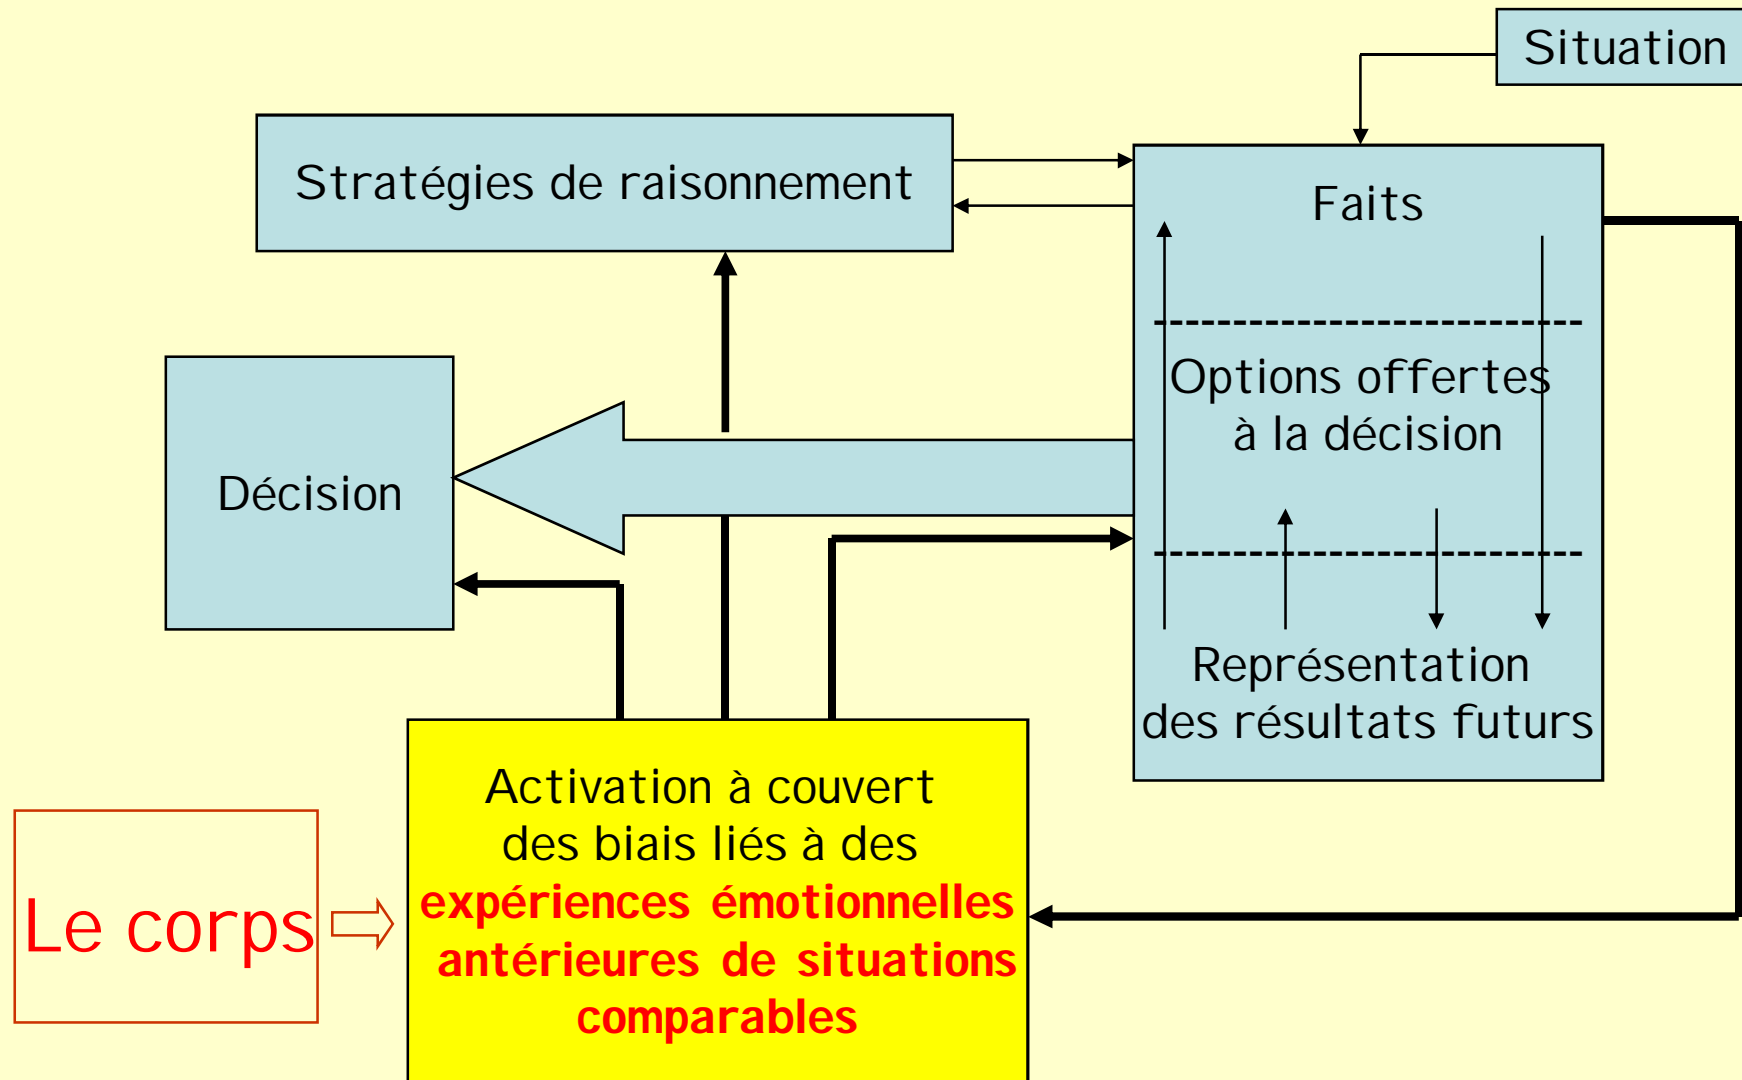 Situation
Stratégies de raisonnement
Faits
Options offertes
à la décision
Décision
Représentation
des résultats futurs
Activation à couvert
des biais liés à des
expériences émotionnelles
antérieures de situations
comparables
Le corps